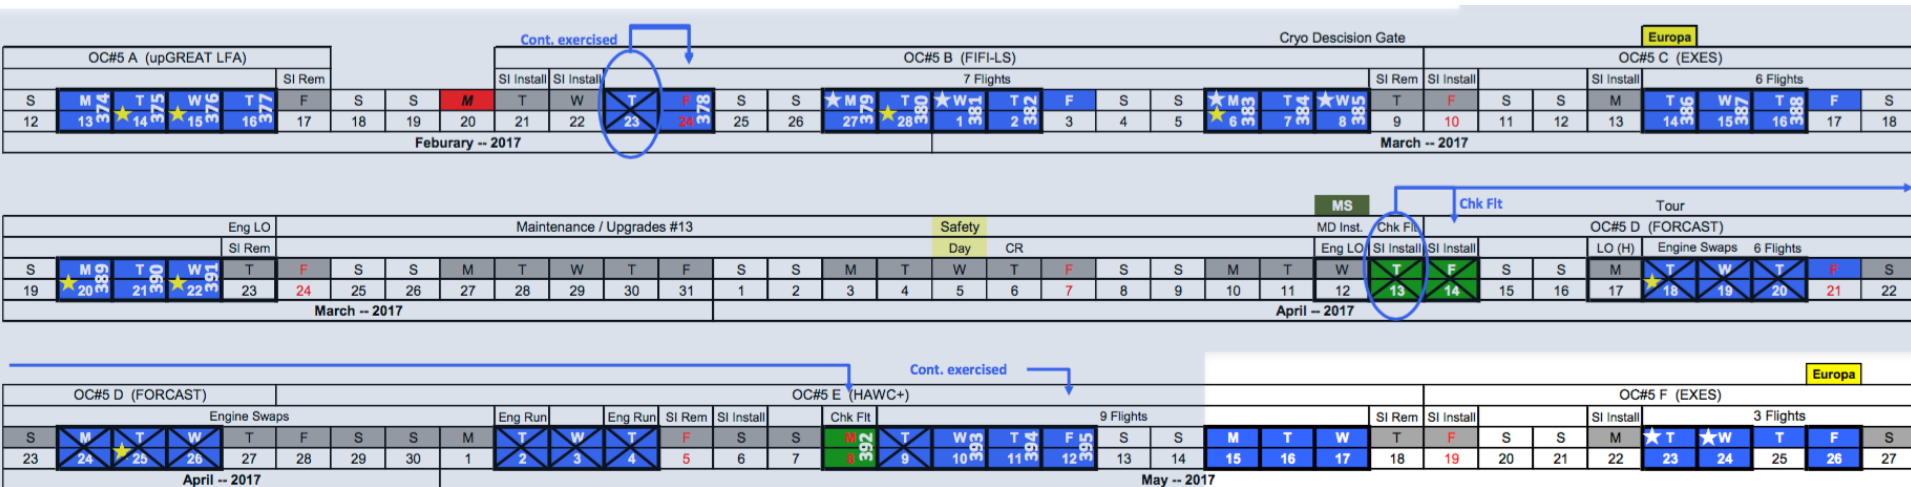 Cont. exercised Cryo Descision Gate Europa
OC#5 A (upGREAT LFA) OC#5 B (FIFI-LS) OC#5 C (EXES)
SI Rem SI Install SI Install 7 Flights SI Rem SI Install SI Install 6 Flights
S M 374 T 375 W 376 T 377 F S S M T W T F 378 S S M 379 T 380 W 381 T 382 F S S M 383 T 384 W 385 T F S S M T 386 W 387 T 388 F S
12 13 14 15 16 17 18 19 20 21 22 23 24 25 26 27 28 1 2 3 4 5 6 7 8 9 10 11 12 13 14 15 16 17 18
Feburary -- 2017 March -- 2017
MS Chk Flt Tour
Eng LO Maintenance / Upgrades #13 Safety MD Inst. Chk Flt OC#5 D (FORCAST)
SI Rem Day CR Eng LO SI Install SI Install LO (H) Engine Swaps 6 Flights
S M 389 T 390 W 391 T F S S M T W T F S S M T W T F S S M T W T F S S M T W T F S
19 20 21 22 23 24 25 26 27 28 29 30 31 1 2 3 4 5 6 7 8 9 10 11 12 13 14 15 16 17 18 19 20 21 22
March -- 2017 April -- 2017
Cont. exercised Europa
OC#5 D (FORCAST) OC#5 E (HAWC+) OC#5 F (EXES)
Engine Swaps Eng Run Eng Run SI Rem SI Install Chk Flt 9 Flights SI Rem SI Install SI Install 3 Flights
S M T W T F S S M T W T F S S M 392 T W 393 T 394 F 395 S S M T W T F S S M T W T F S
23 24 25 26 27 28 29 30 1 2 3 4 5 6 7 8 9 10 11 12 13 14 15 16 17 18 19 20 21 22 23 24 25 26 27
April -- 2017 May -- 2017